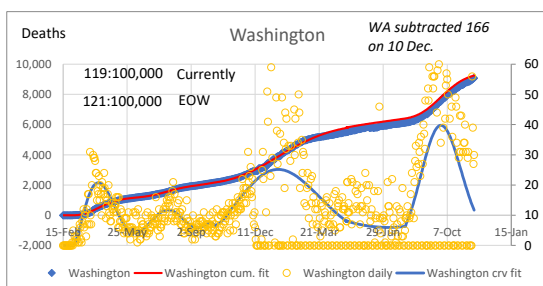 Deaths
Washington
WA subtracted 166
on 10 Dec.
119:100,000 Currently
121:100,000 EOW
10,000
8,000
6,000
4,000
2,000
0
-2,000
60
50
40
30
20
10
0
15-Feb 25-May 2-Sep 11-Dec 21-Mar 29-Jun 7-Oct 15-Jan
Washington Washington cum. fit Washington daily Washington crv fit